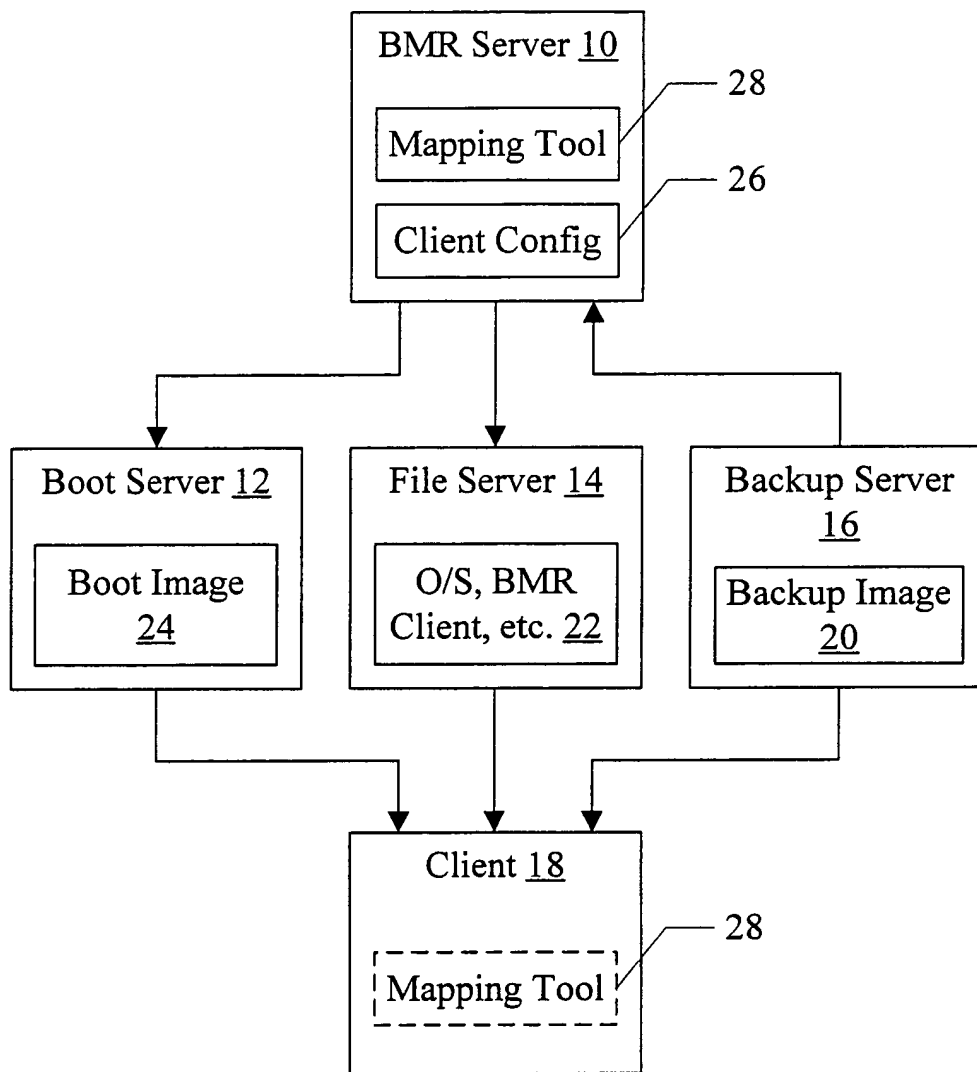 BMR Server 10
28
Mapping Tool
26
Client Config
Boot Server 12
Boot Image
24
File Server 14
O/S, BMR
Client, etc. 22
Backup Server
16
Backup Image
20
Client 18
28
Mapping Tool